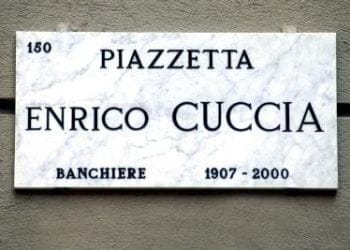 150
PIAZZETTA
ENRICO CUCCIA
BANCHIERE 1907 - 2000